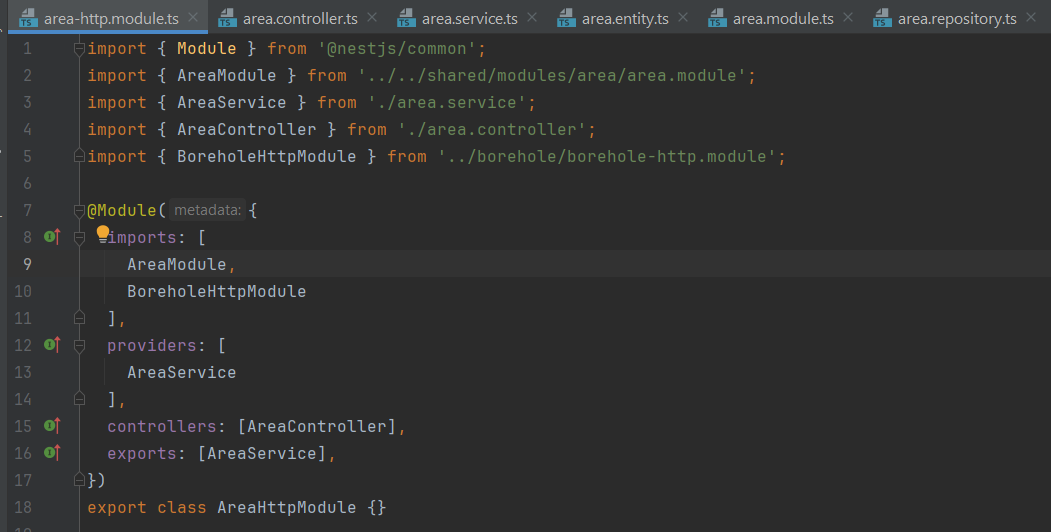 area-http.module.ts area.controller.ts area.service.ts area.entity.ts area.module.ts area.repository.ts
1 import { Module } from '@nestjs/common';
2 import { AreaModule } from '../../shared/modules/area/area.module';
3 import { AreaService } from './area.service';
4 import { AreaController } from './area.controller';
5 import { BoreholeHttpModule } from '../borehole/borehole-http.module';
6
7 @Module( metadata: {
8 imports: [
9 AreaModule,
10 BoreholeHttpModule
11 ],
12 providers: [
13 AreaService
14 ],
15 controllers: [AreaController],
16 exports: [AreaService],
17 })
18 export class AreaHttpModule {}